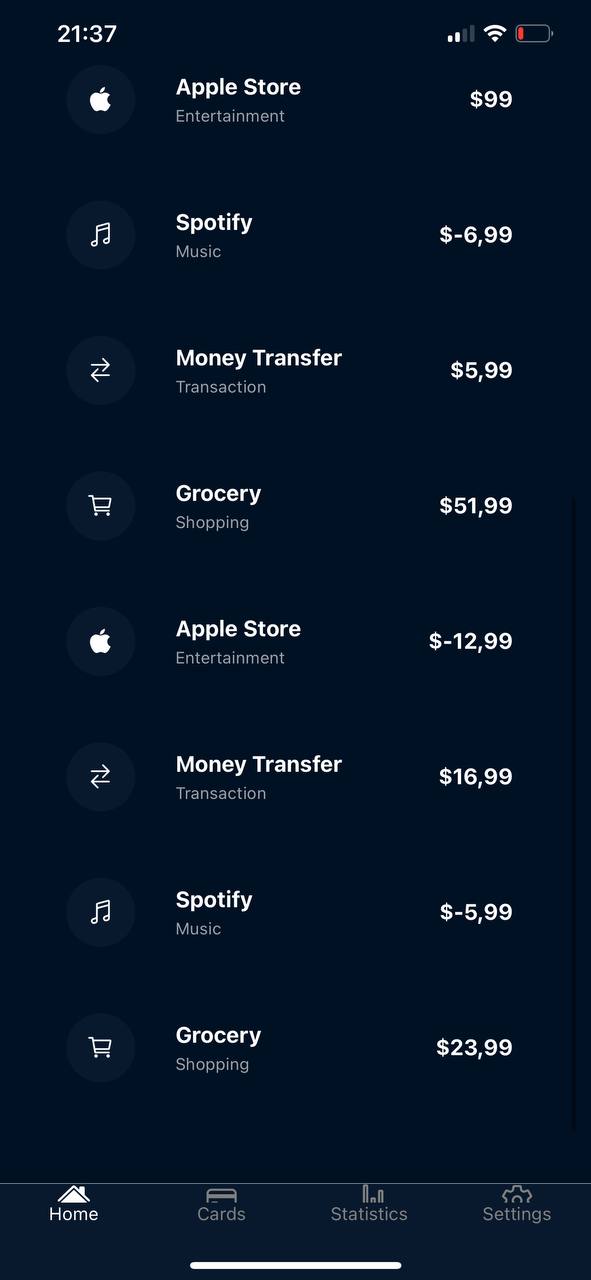 21:37
Apple Store
Entertainment
$99
Spotify
Music
$-6,99
Money Transfer
Transaction
$5,99
Grocery
Shopping
$51,99
Apple Store
Entertainment
$-12,99
Money Transfer
Transaction
$16,99
Spotify
Music
$-5,99
Grocery
Shopping
$23,99
Home
Cards
Statistics
Settings